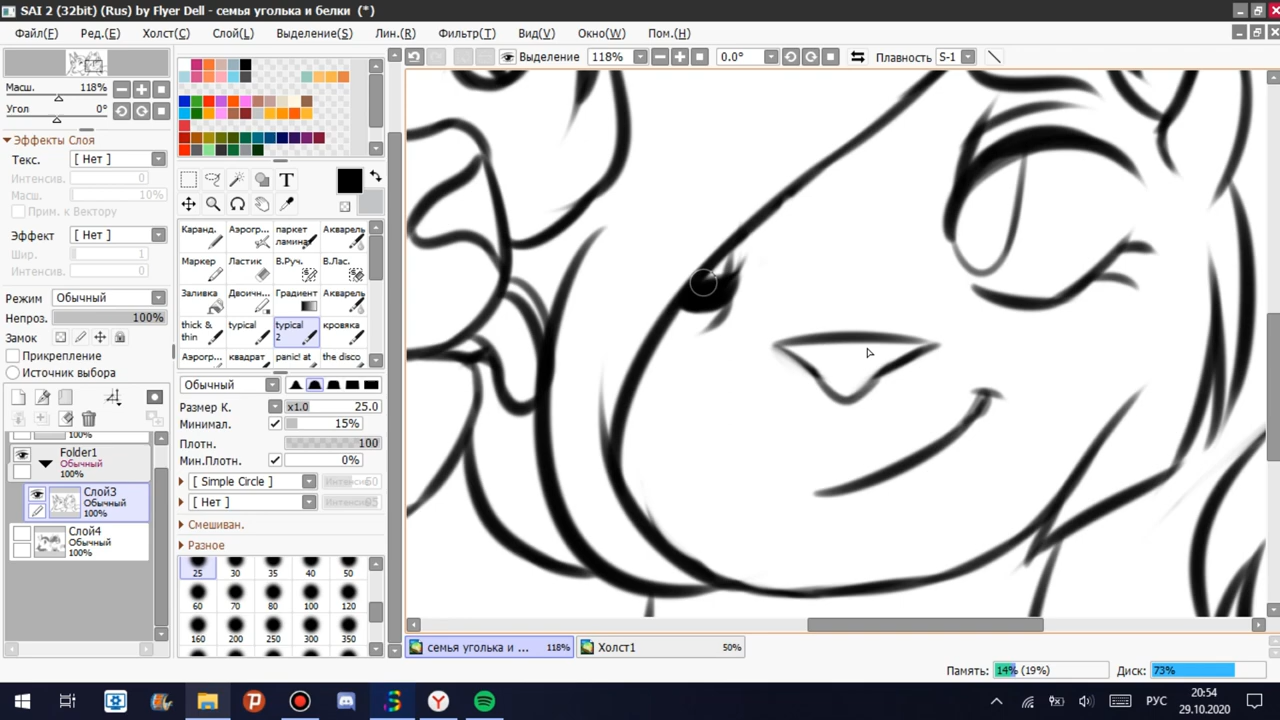 SAI 2 (32bit) (Rus) by Flyer Dell - семья уголька и белки (*)
Файл(F) Ред.(E) Холст(C) Слой(L) Выделение(S) Лин.(R) Фильтр(T) Вид(V) Окно(W) Пом.(H)
Выделение 118% 0.0° Плавность S-1
Масш. 118%
Угол 0°
Эффекты Слоя
Текс. [ Нет ]
Интенсив. 0
Масш. 10%
Прим. к Вектору
Эффект [ Нет ]
Шир. 1
Интенсив. 0
Режим Обычный
Непроз. 100%
Замок
Прикрепление
Источник выбора
100%
Folder1
Обычный
100%
Слой3
Обычный
100%
Слой4
Обычный
100%
T
Каранд. Аэрогр... паркет ламина Акварель
Маркер Ластик В.Руч. В.Лас.
Заливка Двоичн... Градиент Акварель
thick & thin typical typical 2 кровяка
Аэрогр... квадрат panic! at the disco
Обычный
Размер К. x1.0 25.0
Минимал. 15%
Плотн. 100
Мин.Плотн. 0%
[ Simple Circle ]
[ Нет ]
Смешиван.
Разное
25 30 35 40 50
60 70 80 100 120
160 200 250 300 350
семья уголька и ... 118% Холст1 50%
Память: 14% (19%) Диск: 73%
РУС
20:54
29.10.2020